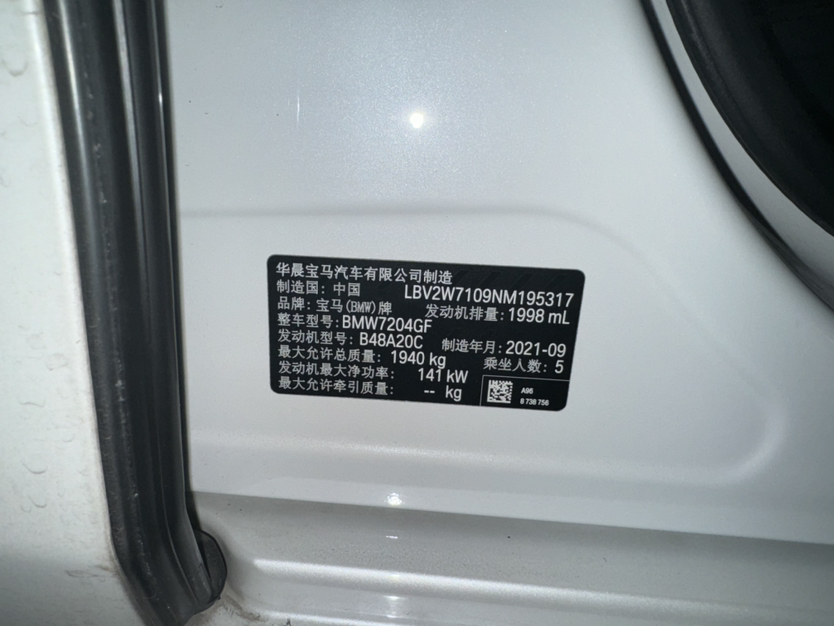 华晨宝马汽车有限公司制造
制造国：中国 LBV2W7109NM195317
品牌：宝马(BMW)牌 发动机排量：1998 mL
整车型号：BMW7204GF
发动机型号：B48A20C 制造年月：2021-09
最大允许总质量：1940 kg 乘坐人数：5
发动机最大净功率： 141 kW
最大允许牵引质量： -- kg
A96
8 738 756